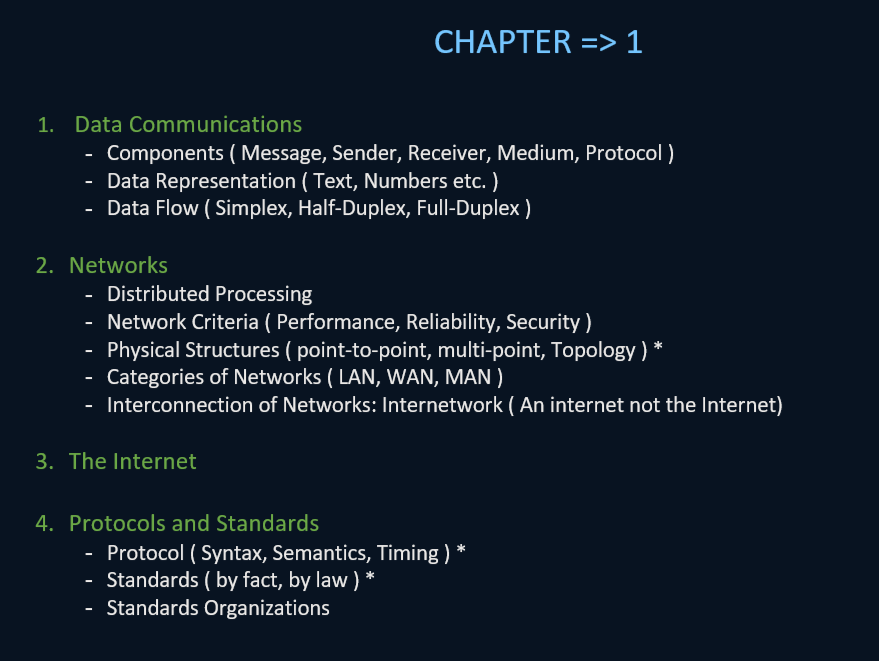 CHAPTER => 1
1. Data Communications
- Components ( Message, Sender, Receiver, Medium, Protocol )
- Data Representation ( Text, Numbers etc. )
- Data Flow ( Simplex, Half-Duplex, Full-Duplex )
2. Networks
- Distributed Processing
- Network Criteria ( Performance, Reliability, Security )
- Physical Structures ( point-to-point, multi-point, Topology ) *
- Categories of Networks ( LAN, WAN, MAN )
- Interconnection of Networks: Internetwork ( An internet not the Internet)
3. The Internet
4. Protocols and Standards
- Protocol ( Syntax, Semantics, Timing ) *
- Standards ( by fact, by law ) *
- Standards Organizations